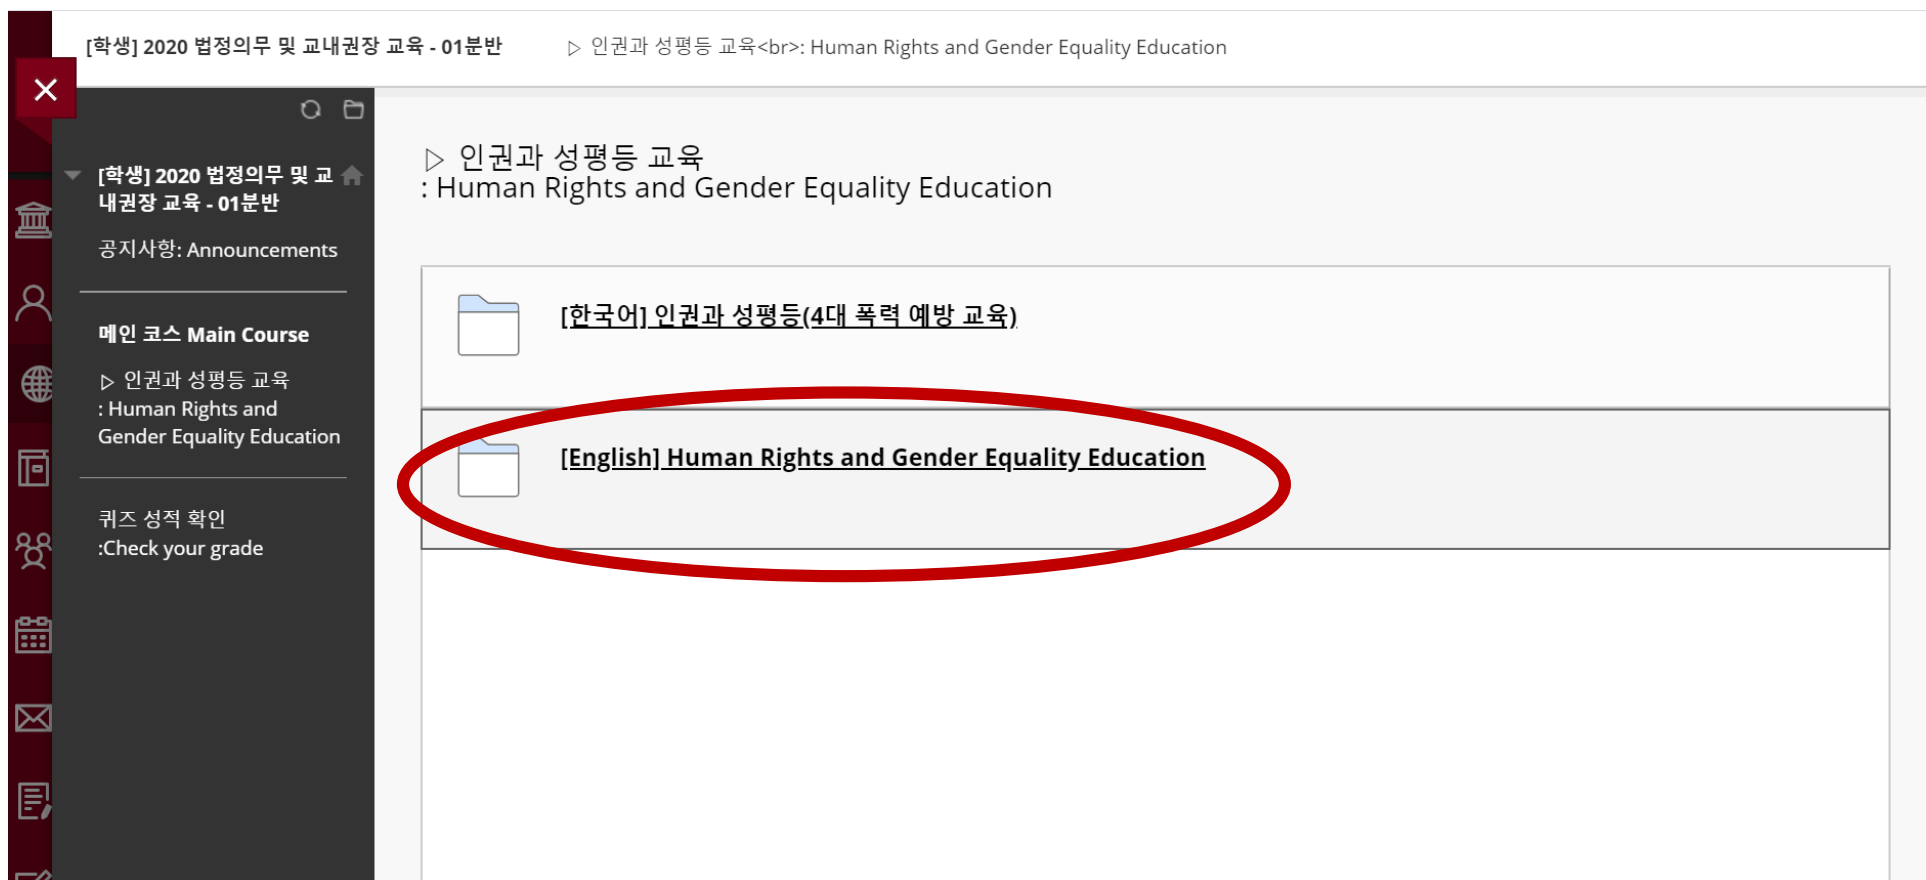 [학생] 2020 법정의무 및 교내권장 교육 - 01분반
▷ 인권과 성평등 교육<br>: Human Rights and Gender Equality Education
[학생] 2020 법정의무 및 교
내권장 교육 - 01분반
공지사항: Announcements
메인 코스 Main Course
▷ 인권과 성평등 교육
: Human Rights and
Gender Equality Education
퀴즈 성적 확인
:Check your grade
▷ 인권과 성평등 교육
: Human Rights and Gender Equality Education
[한국어] 인권과 성평등(4대 폭력 예방 교육)
[English] Human Rights and Gender Equality Education